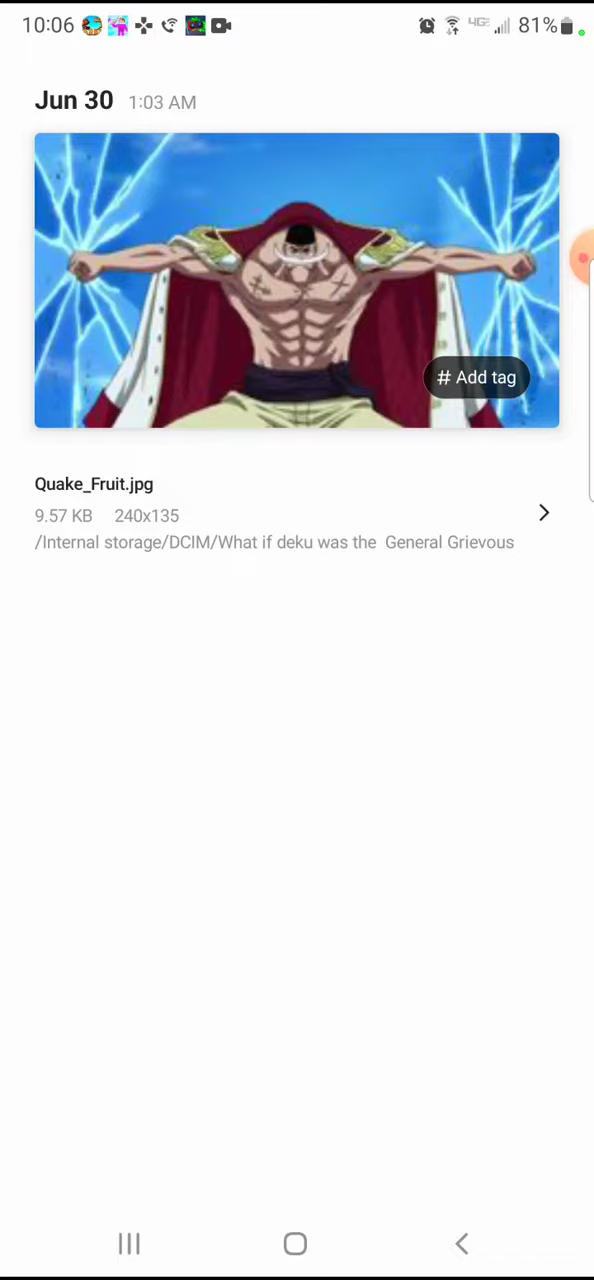 10:06 4GE 81%
Jun 30 1:03 AM
# Add tag
Quake_Fruit.jpg
9.57 KB 240x135
/Internal storage/DCIM/What if deku was the  General Grievous